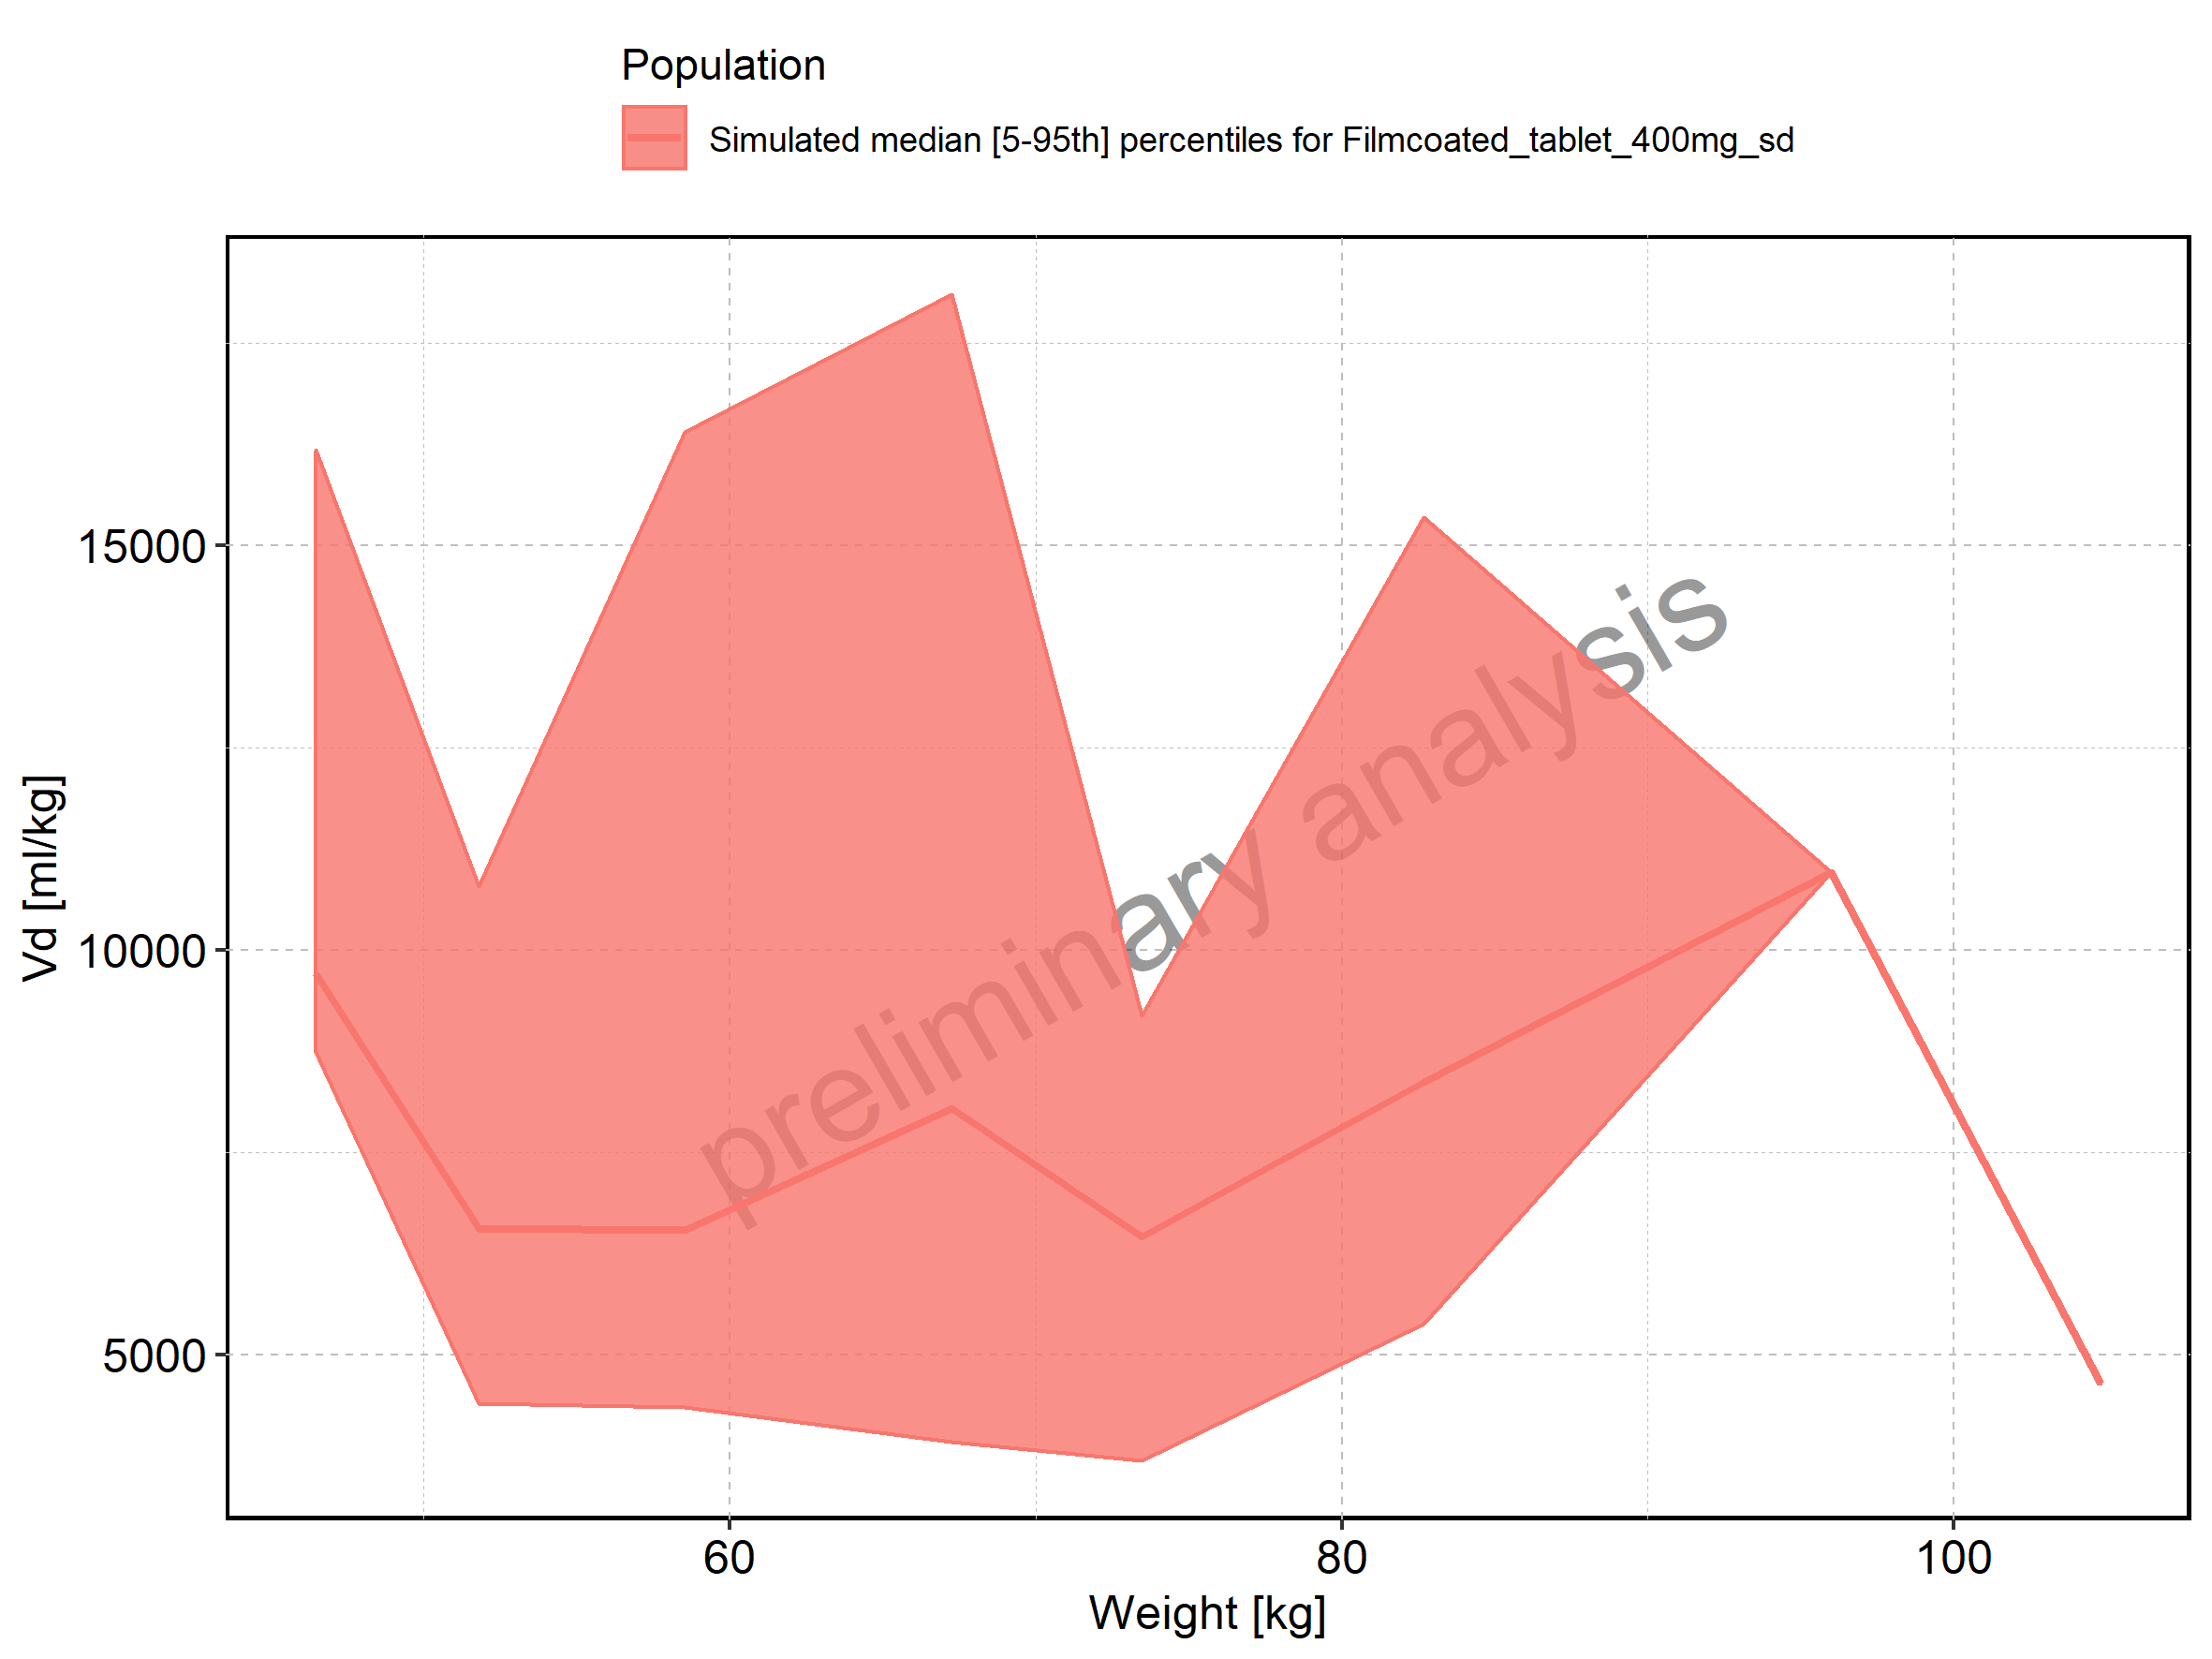 Population
Simulated median [5-95th] percentiles for Filmcoated_tablet_400mg_sd
15000
10000
5000
Vd [ml/kg]
preliminary analysis
60
80
100
Weight [kg]